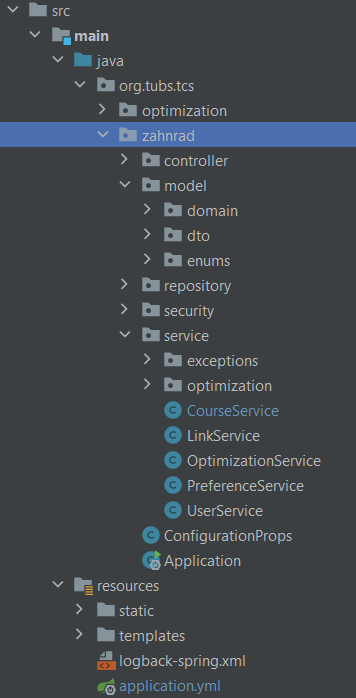 src
main
java
org.tubs.tcs
optimization
zahnrad
controller
model
domain
dto
enums
repository
security
service
exceptions
optimization
CourseService
LinkService
OptimizationService
PreferenceService
UserService
ConfigurationProps
Application
resources
static
templates
logback-spring.xml
application.yml